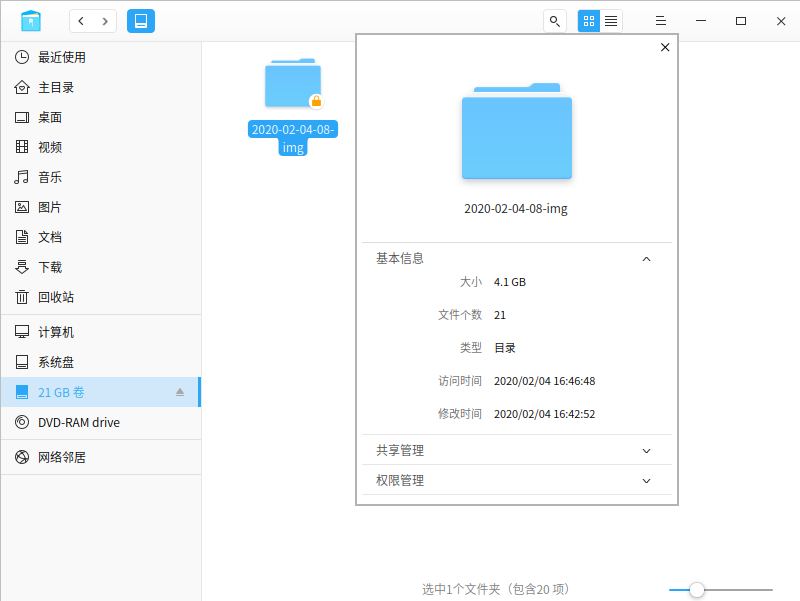 最近使用
主目录
桌面
视频
音乐
图片
文档
下载
回收站
计算机
系统盘
21 GB 卷
DVD-RAM drive
网络邻居
2020-02-04-08-
img
2020-02-04-08-img
基本信息
大小 4.1 GB
文件个数 21
类型 目录
访问时间 2020/02/04 16:46:48
修改时间 2020/02/04 16:42:52
共享管理
权限管理
选中1个文件夹（包含20 项）